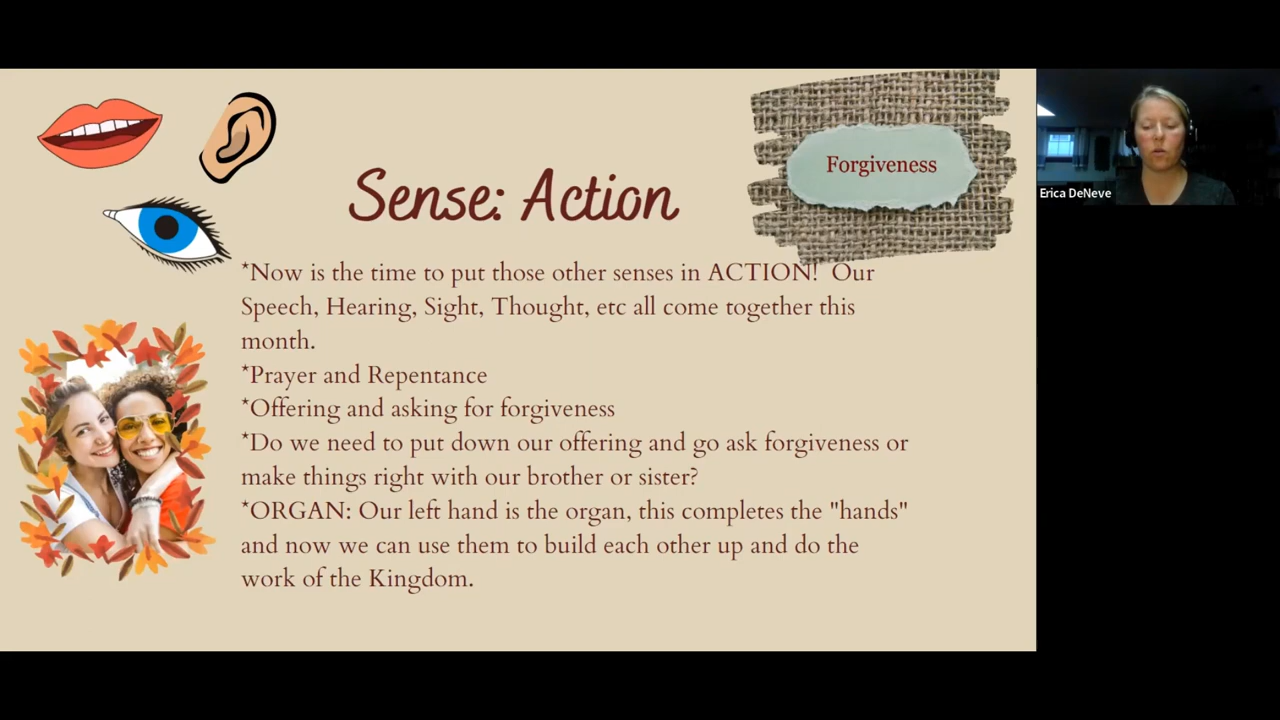 Forgiveness
Sense: Action
*Now is the time to put those other senses in ACTION!  Our
Speech, Hearing, Sight, Thought, etc all come together this
month.
*Prayer and Repentance
*Offering and asking for forgiveness
*Do we need to put down our offering and go ask forgiveness or
make things right with our brother or sister?
*ORGAN: Our left hand is the organ, this completes the "hands"
and now we can use them to build each other up and do the
work of the Kingdom.
Erica DeNeve